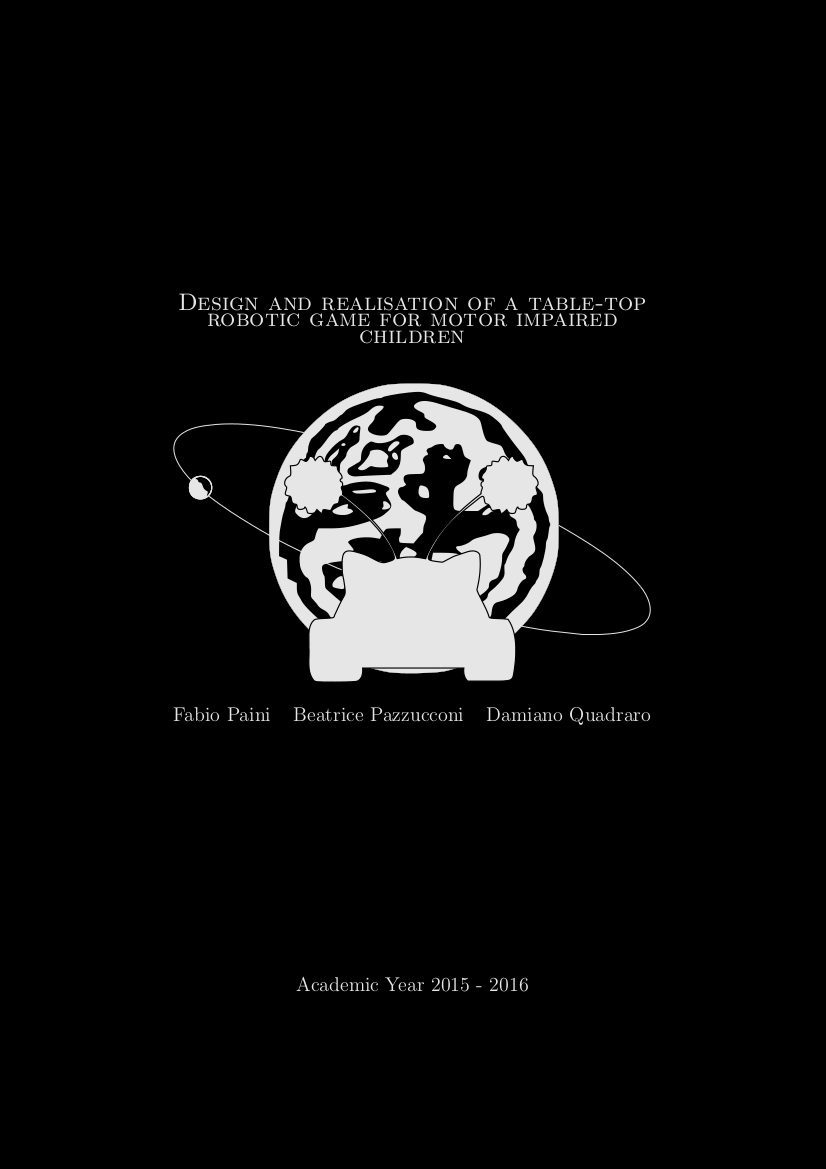 Design and realisation of a table-top
robotic game for motor impaired
children
Fabio Paini Beatrice Pazzucconi Damiano Quadraro
Academic Year 2015 - 2016